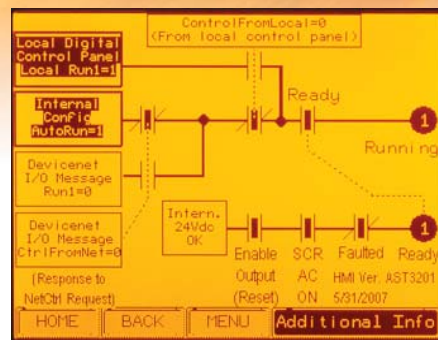 ControlFromLocal=0
(From local control panel)
Local Digital
Control Panel
Local Run1=1
Ready
Internal
Config
AutoRun=1
1
Running
Devicenet
I/O Message
Run1=0
Devicenet
I/O Message
CtrlFromNet=0
Intern.
24Vdc
OK
1
Enable
Output
(Reset)
SCR
AC
ON
Faulted
Ready
(Response to
NetCtrl Request)
HMI Ver. AST3201
5/31/2007
HOME
BACK
MENU
Additional Info